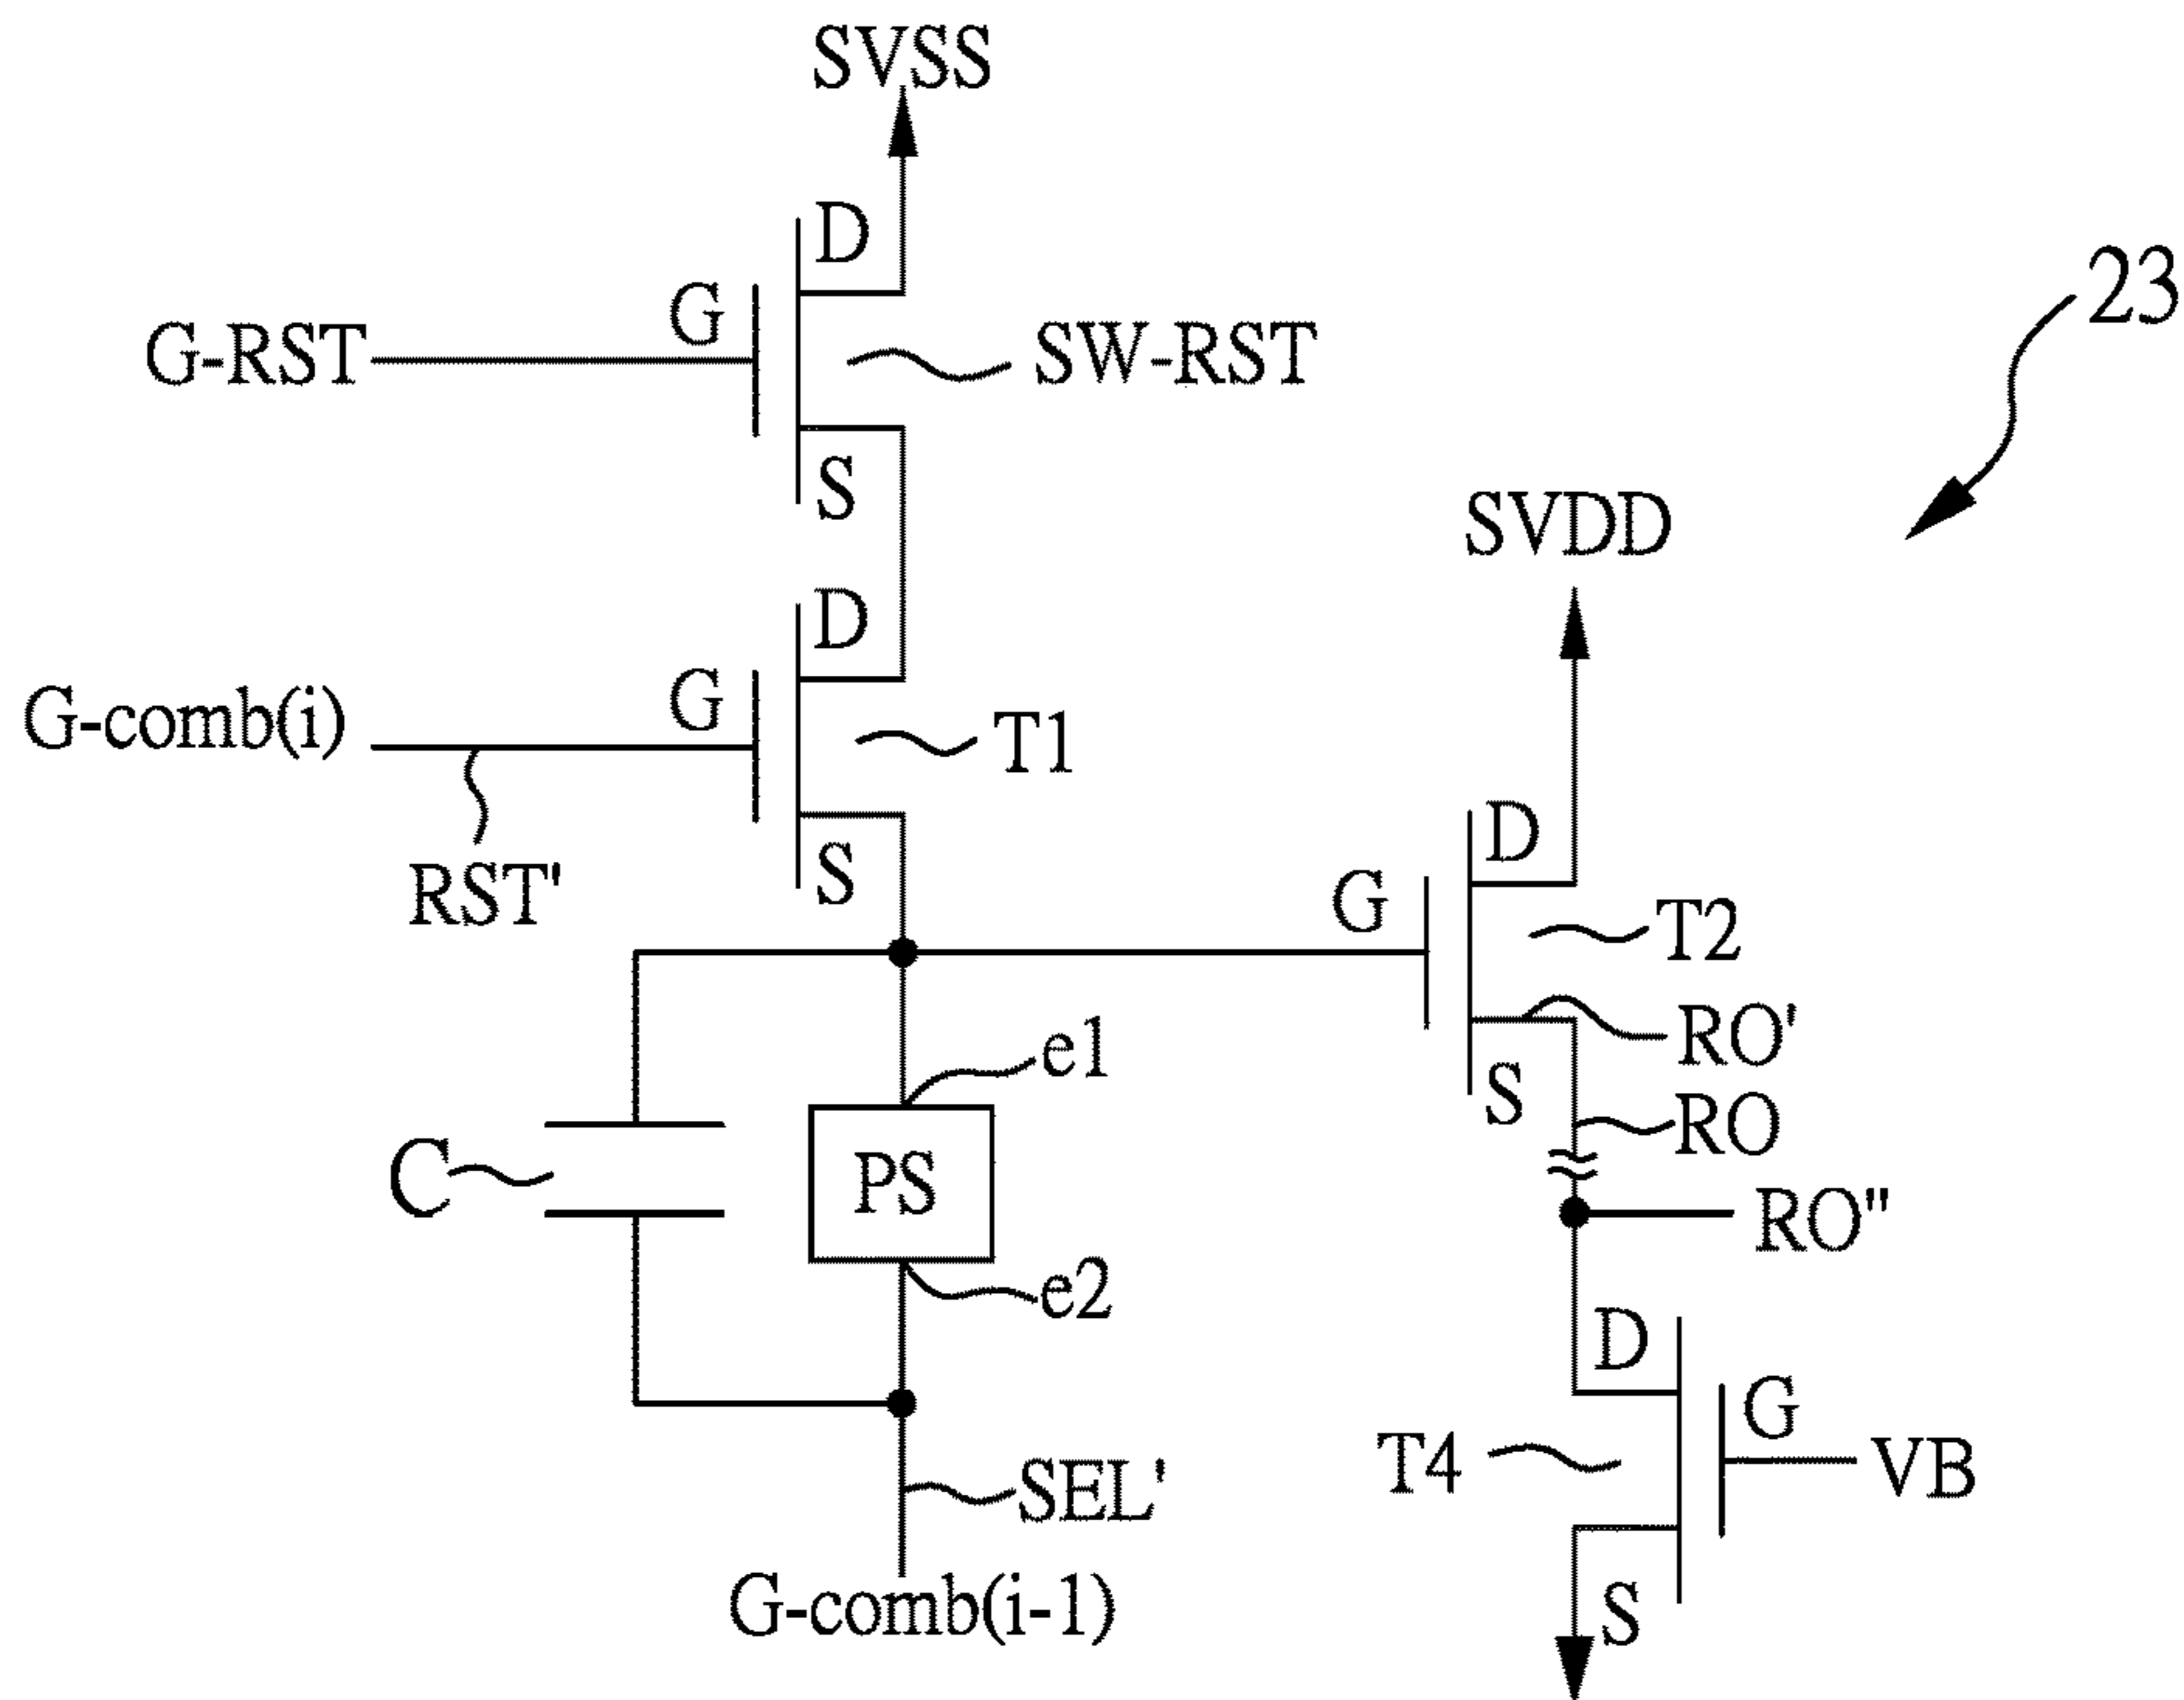 SVSS
D
G
G-RST
SW-RST
S
23
SVDD
D
G
G-comb(i)
T1
RST'
S
D
G
T2
RO'
S
RO
e1
C
PS
RO"
e2
D
G
T4
VB
SEL'
S
G-comb(i-1)